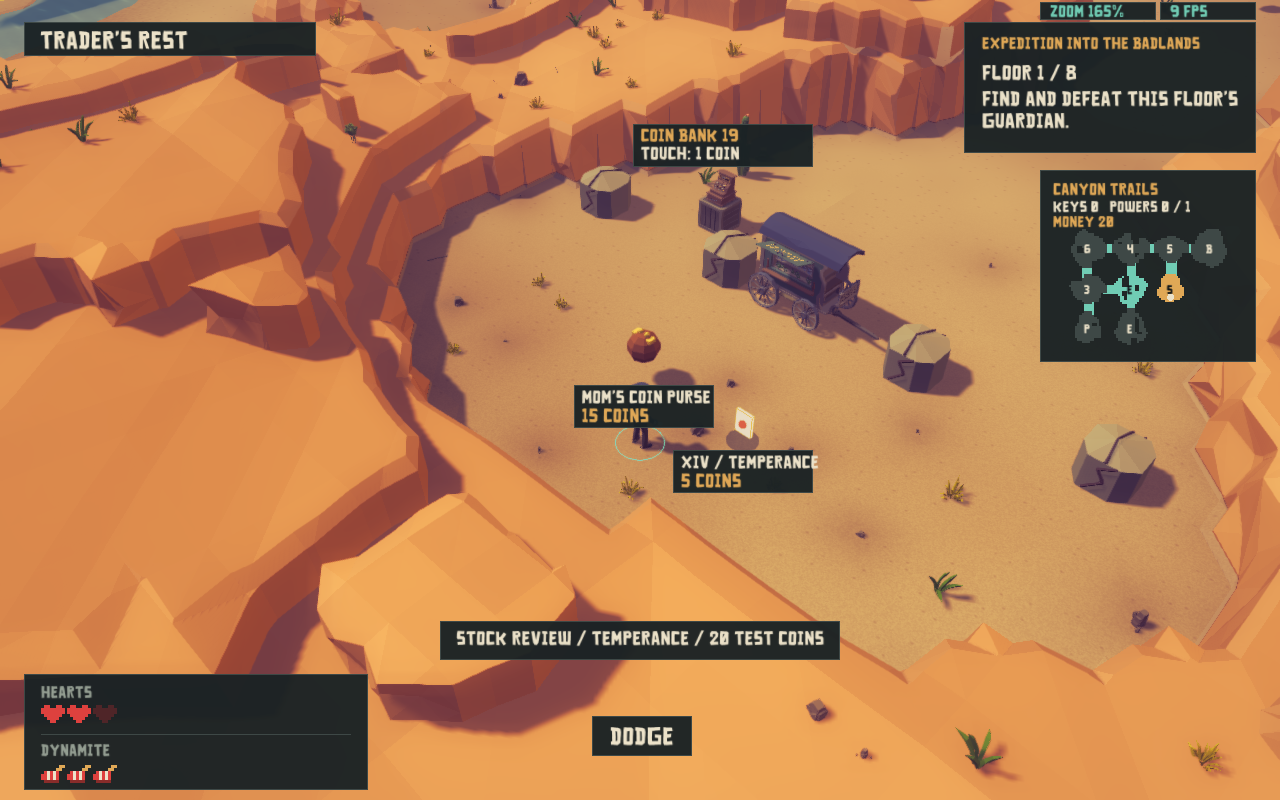 TRADER'S REST
ZOOM 165%
9 FPS
EXPEDITION INTO THE BADLANDS
FLOOR 1 / 8
FIND AND DEFEAT THIS FLOOR'S
GUARDIAN.
COIN BANK 19
TOUCH: 1 COIN
CANYON TRAILS
KEYS 0 POWERS 0 / 1
MONEY 20
6 4 5 B
3 S
P E
MOM'S COIN PURSE
15 COINS
XIV / TEMPERANCE
5 COINS
STOCK REVIEW / TEMPERANCE / 20 TEST COINS
HEARTS
DYNAMITE
DODGE